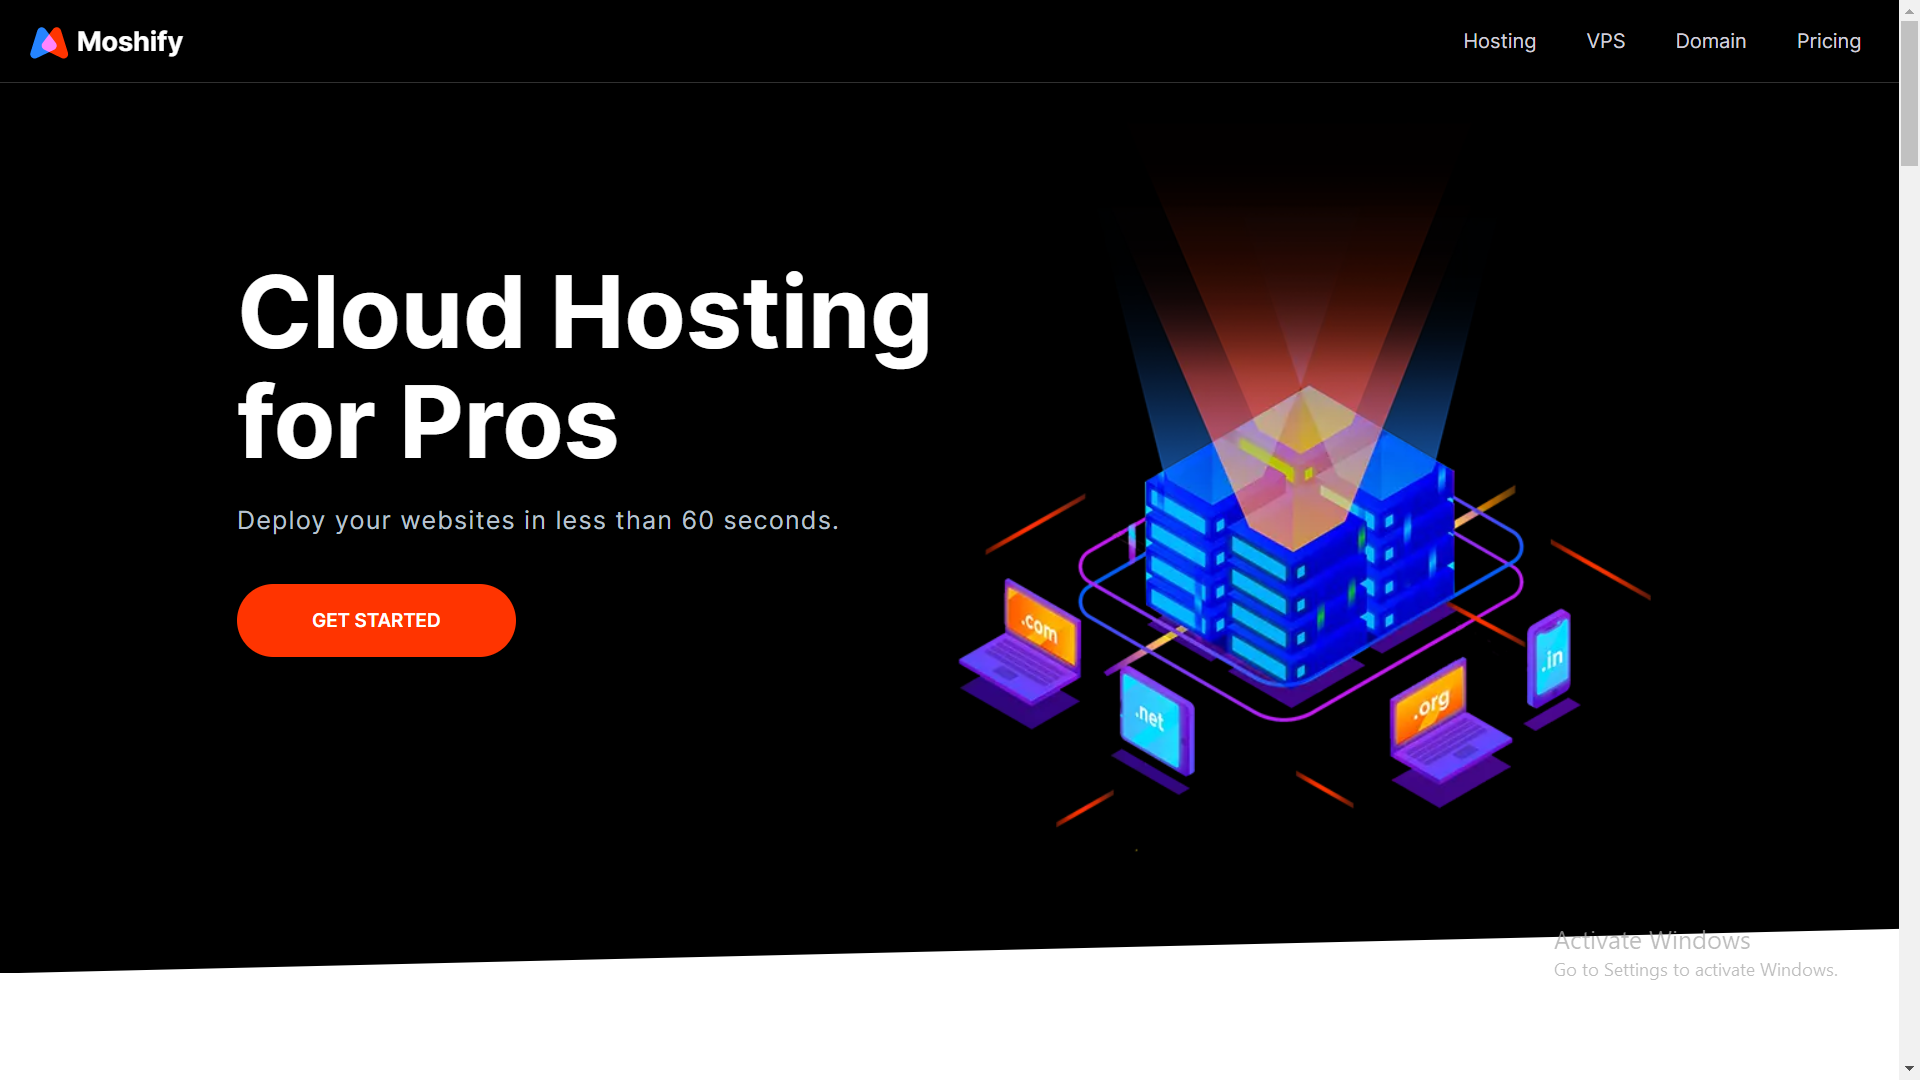 Moshify
Hosting
VPS
Domain
Pricing
Cloud Hosting
for Pros
Deploy your websites in less than 60 seconds.
GET STARTED
.com
.net
.org
.in
Activate Windows
Go to Settings to activate Windows.